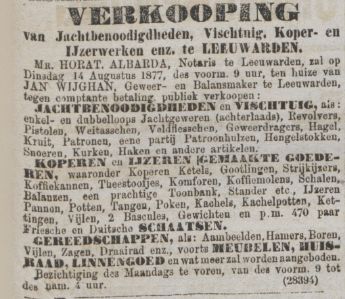 VERKOOPING
van Jachtbenoodigdheden, Vischtuig, Koper- en
IJzerwerken enz. te LEEUWARDEN.
MR. HORAT. ALBARDA, Notaris te Leeuwarden, zal op
Dinsdag 14 Augustus 1877, des voorm. 9 uur, ten huize van
JAN WIJGHAN, Geweer- en Balansmaker te Leeuwarden,
tegen comptante betaling, publiek verkoopen:
JACHTBENOODIGHEDEN en VISCHTUIG, als:
enkel- en dubbelloops Jachtgeweren (achterlaads), Revolvers,
Pistolen, Weitasschen, Veldflesschen, Geweerdragers, Hagel,
Kruit, Patronen, eene partij Patroonhulzen, Hengelstokken,
Snoeren, Kurken, Haken en andere artikelen.
KOPEREN en IJZEREN GEMAAKTE GOEDE-
REN, waaronder Koperen Ketels, Gootlingen, Strijkijzers,
Koffiekannen, Theestooljes, Komforen, Koffiemolens, Schalen,
Balanzen, een prachtige Toonbank, Stander etc., IJzeren
Pannen, Potten, Tangen, Poken, Kachels, Kachelpotten, Ket-
tingen, Vijlen, 2 Bascules, Gewichten en p.m. 470 paar
Friesche en Duitsche SCHAATSEN.
GEREEDSCHAPPEN, als: Aambeelden, Hamers, Boren,
Vijlen, Zagen, Draairad enz., voorts MEUBELEN, HUIS-
RAAD, LINNENGOED en wat meer zal worden aangeboden.
Bezichtiging des Maandags te voren, van des voorm. 9 tot
des nam. 4 uur. (28394)